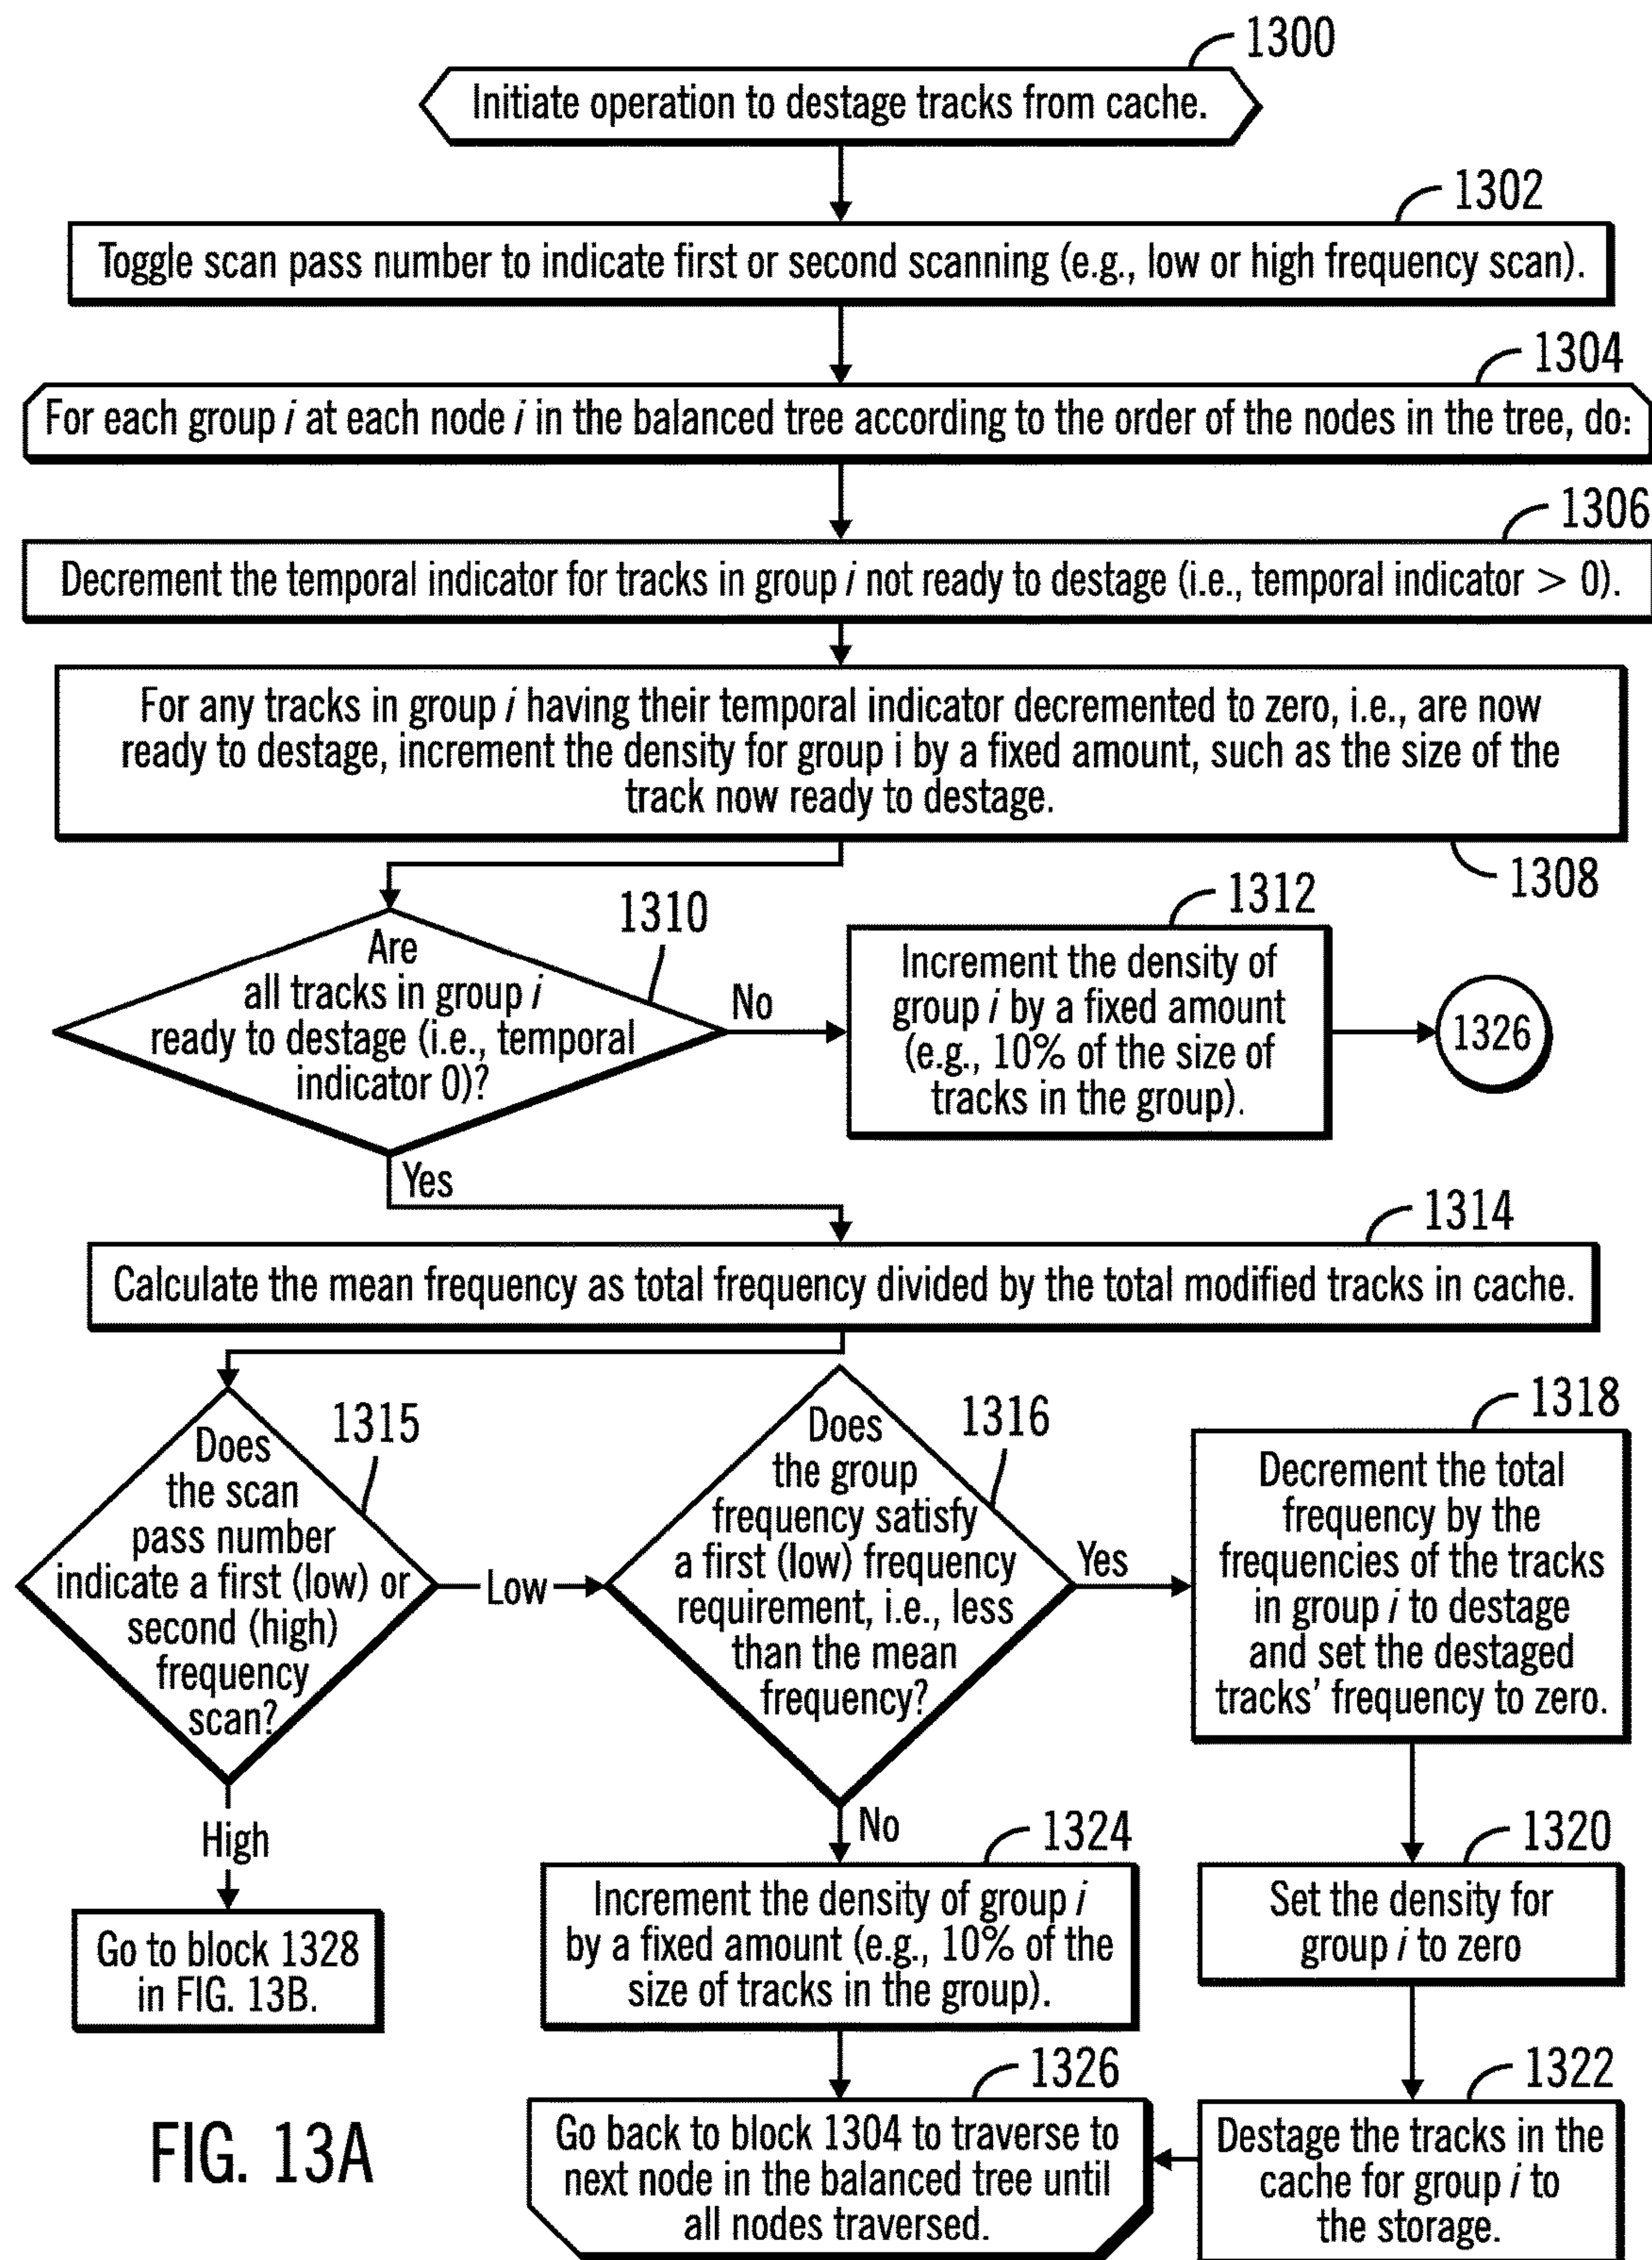 1300
Initiate operation to destage tracks from cache.
1302
Toggle scan pass number to indicate first or second scanning (e.g., low or high frequency scan).
1304
For each group i at each node i in the balanced tree according to the order of the nodes in the tree, do:
1306
Decrement the temporal indicator for tracks in group i not ready to destage (i.e., temporal indicator > 0).
For any tracks in group i having their temporal indicator decremented to zero, i.e., are now
ready to destage, increment the density for group i by a fixed amount, such as the size of the
track now ready to destage.
1308
1310
Are
all tracks in group i
ready to destage (i.e., temporal
indicator 0)?
No
1312
Increment the density of
group i by a fixed amount
(e.g., 10% of the size of
tracks in the group).
1326
Yes
1314
Calculate the mean frequency as total frequency divided by the total modified tracks in cache.
1315
Does
the scan
pass number
indicate a first (low) or
second (high)
frequency
scan?
Low
1316
Does
the group
frequency satisfy
a first (low) frequency
requirement, i.e., less
than the mean
frequency?
Yes
1318
Decrement the total
frequency by the
frequencies of the tracks
in group i to destage
and set the destaged
tracks’ frequency to zero.
High
Go to block 1328
in FIG. 13B.
No
1324
Increment the density of group i
by a fixed amount (e.g., 10% of the
size of tracks in the group).
1320
Set the density for
group i to zero
1326
Go back to block 1304 to traverse to
next node in the balanced tree until
all nodes traversed.
1322
Destage the tracks in the
cache for group i to
the storage.
FIG. 13A